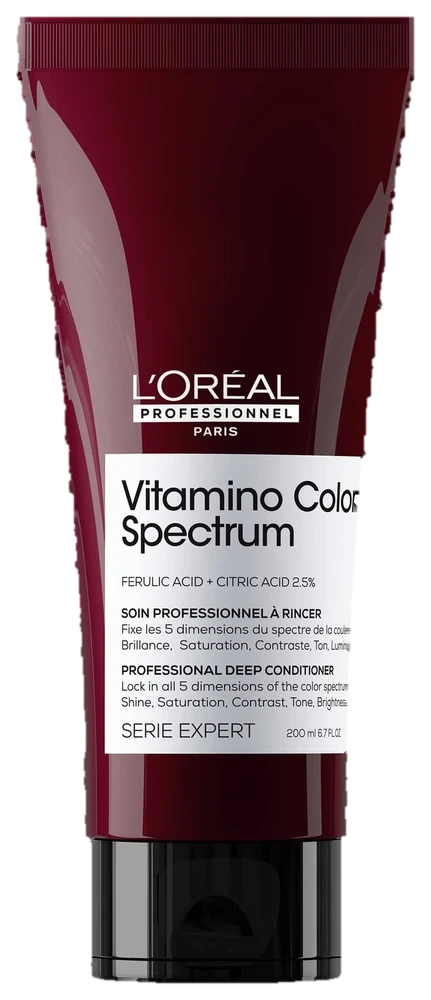 L'ORÉAL
PROFESSIONNEL
PARIS
Vitamino Color
Spectrum
FERULIC ACID + CITRIC ACID 2.5%
SOIN PROFESSIONNEL À RINCER
Fixe les 5 dimensions du spectre de la
Brillance, Saturation, Contraste, Ton,
PROFESSIONAL DEEP CONDITIONER
Lock in all 5 dimensions of the color spectrum
Shine, Saturation, Contrast, Tone, Brightness
SERIE EXPERT 200 ml 6.7 FL OZ